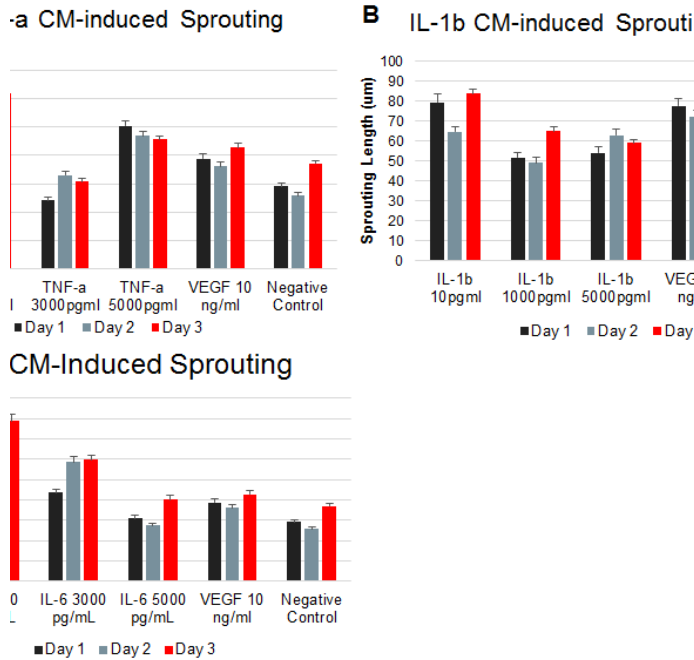 -a CM-induced Sprouting
TNF-a 3000pgml
TNF-a 5000pgml
VEGF 10 ng/ml
Negative Control
Day 1 Day 2 Day 3
B IL-1b CM-induced Sprouti
Sprouting Length (um)
100
90
80
70
60
50
40
30
20
10
0
IL-1b 10pgml
IL-1b 1000pgml
IL-1b 5000pgml
VEG
ng
Day 1 Day 2 Day
CM-Induced Sprouting
0
L
IL-6 3000 pg/mL
IL-6 5000 pg/mL
VEGF 10 ng/ml
Negative Control
Day 1 Day 2 Day 3